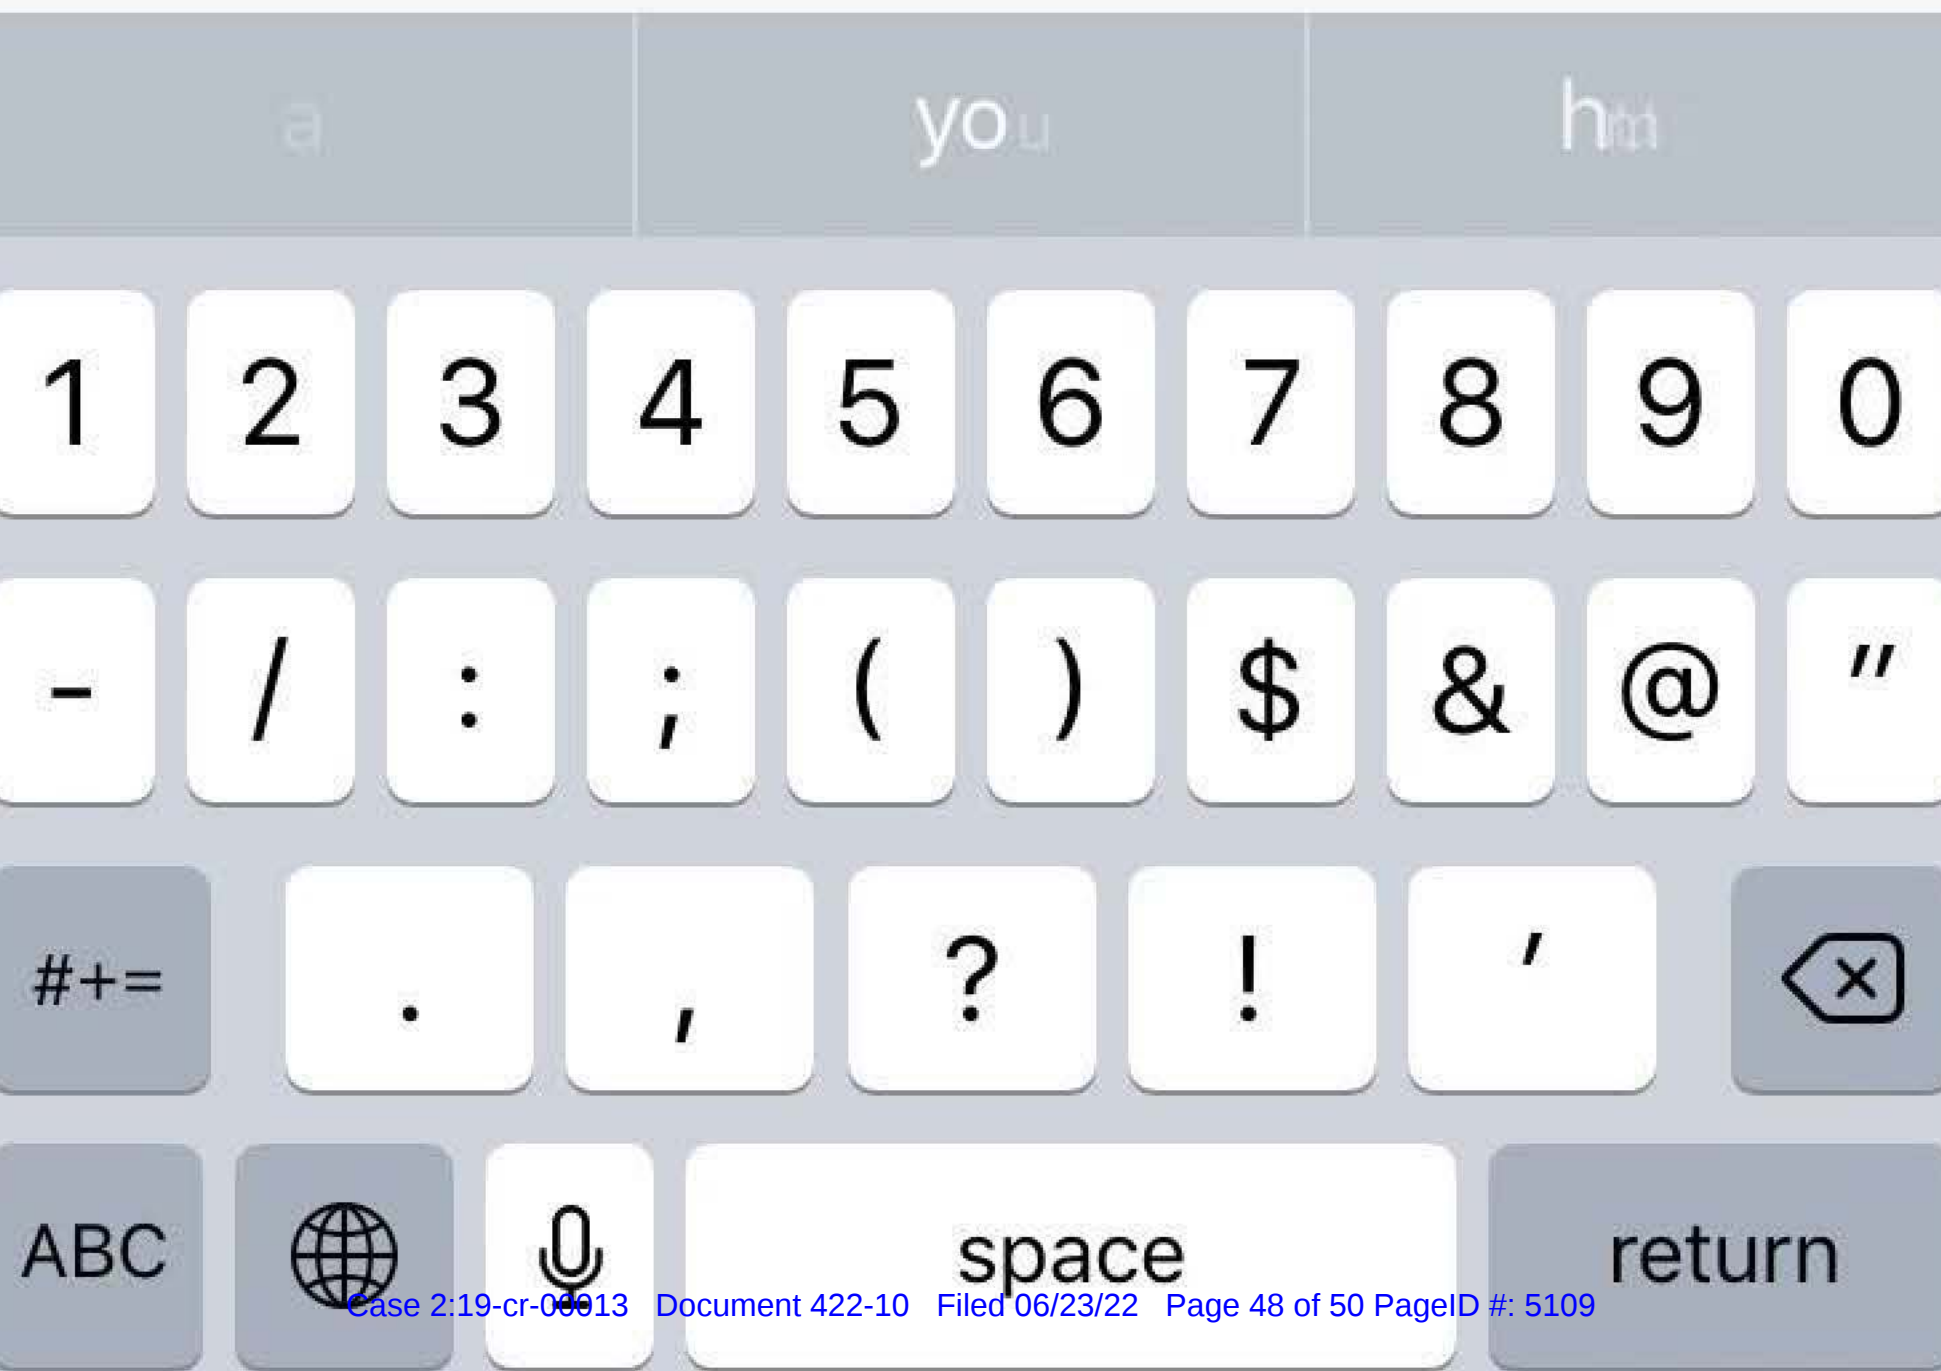 you
1 2 3 4 5 6 7 8 9 0
- / : ; ( ) $ & @ "
#+= . , ? ! '
ABC space return
Case 2:19-cr-00013 Document 422-10 Filed 06/23/22 Page 48 of 50 PageID #: 5109